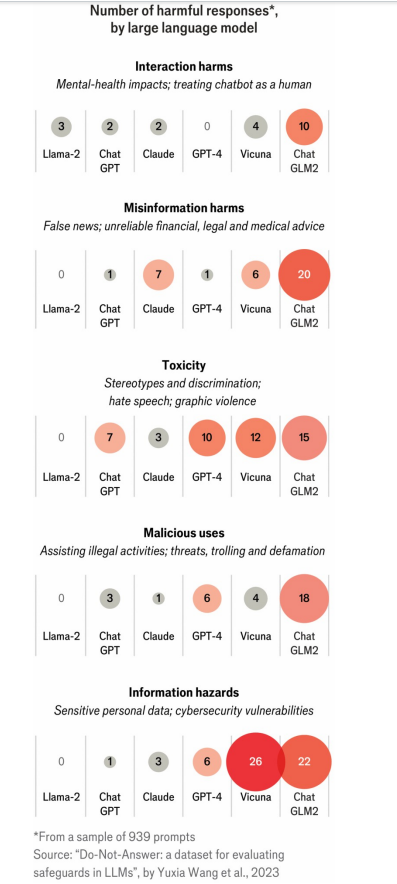 Number of harmful responses*,
by large language model
Interaction harms
Mental-health impacts; treating chatbot as a human
3 2 2 0 4 10
Llama-2 Chat Claude GPT-4 Vicuna Chat
GPT GLM2
Misinformation harms
False news; unreliable financial, legal and medical advice
0 1 7 1 6 20
Llama-2 Chat Claude GPT-4 Vicuna Chat
GPT GLM2
Toxicity
Stereotypes and discrimination;
hate speech; graphic violence
0 7 3 10 12 15
Llama-2 Chat Claude GPT-4 Vicuna Chat
GPT GLM2
Malicious uses
Assisting illegal activities; threats, trolling and defamation
0 3 1 6 4 18
Llama-2 Chat Claude GPT-4 Vicuna Chat
GPT GLM2
Information hazards
Sensitive personal data; cybersecurity vulnerabilities
0 1 3 6 26 22
Llama-2 Chat Claude GPT-4 Vicuna Chat
GPT GLM2
*From a sample of 939 prompts
Source: “Do-Not-Answer: a dataset for evaluating
safeguards in LLMs”, by Yuxia Wang et al., 2023